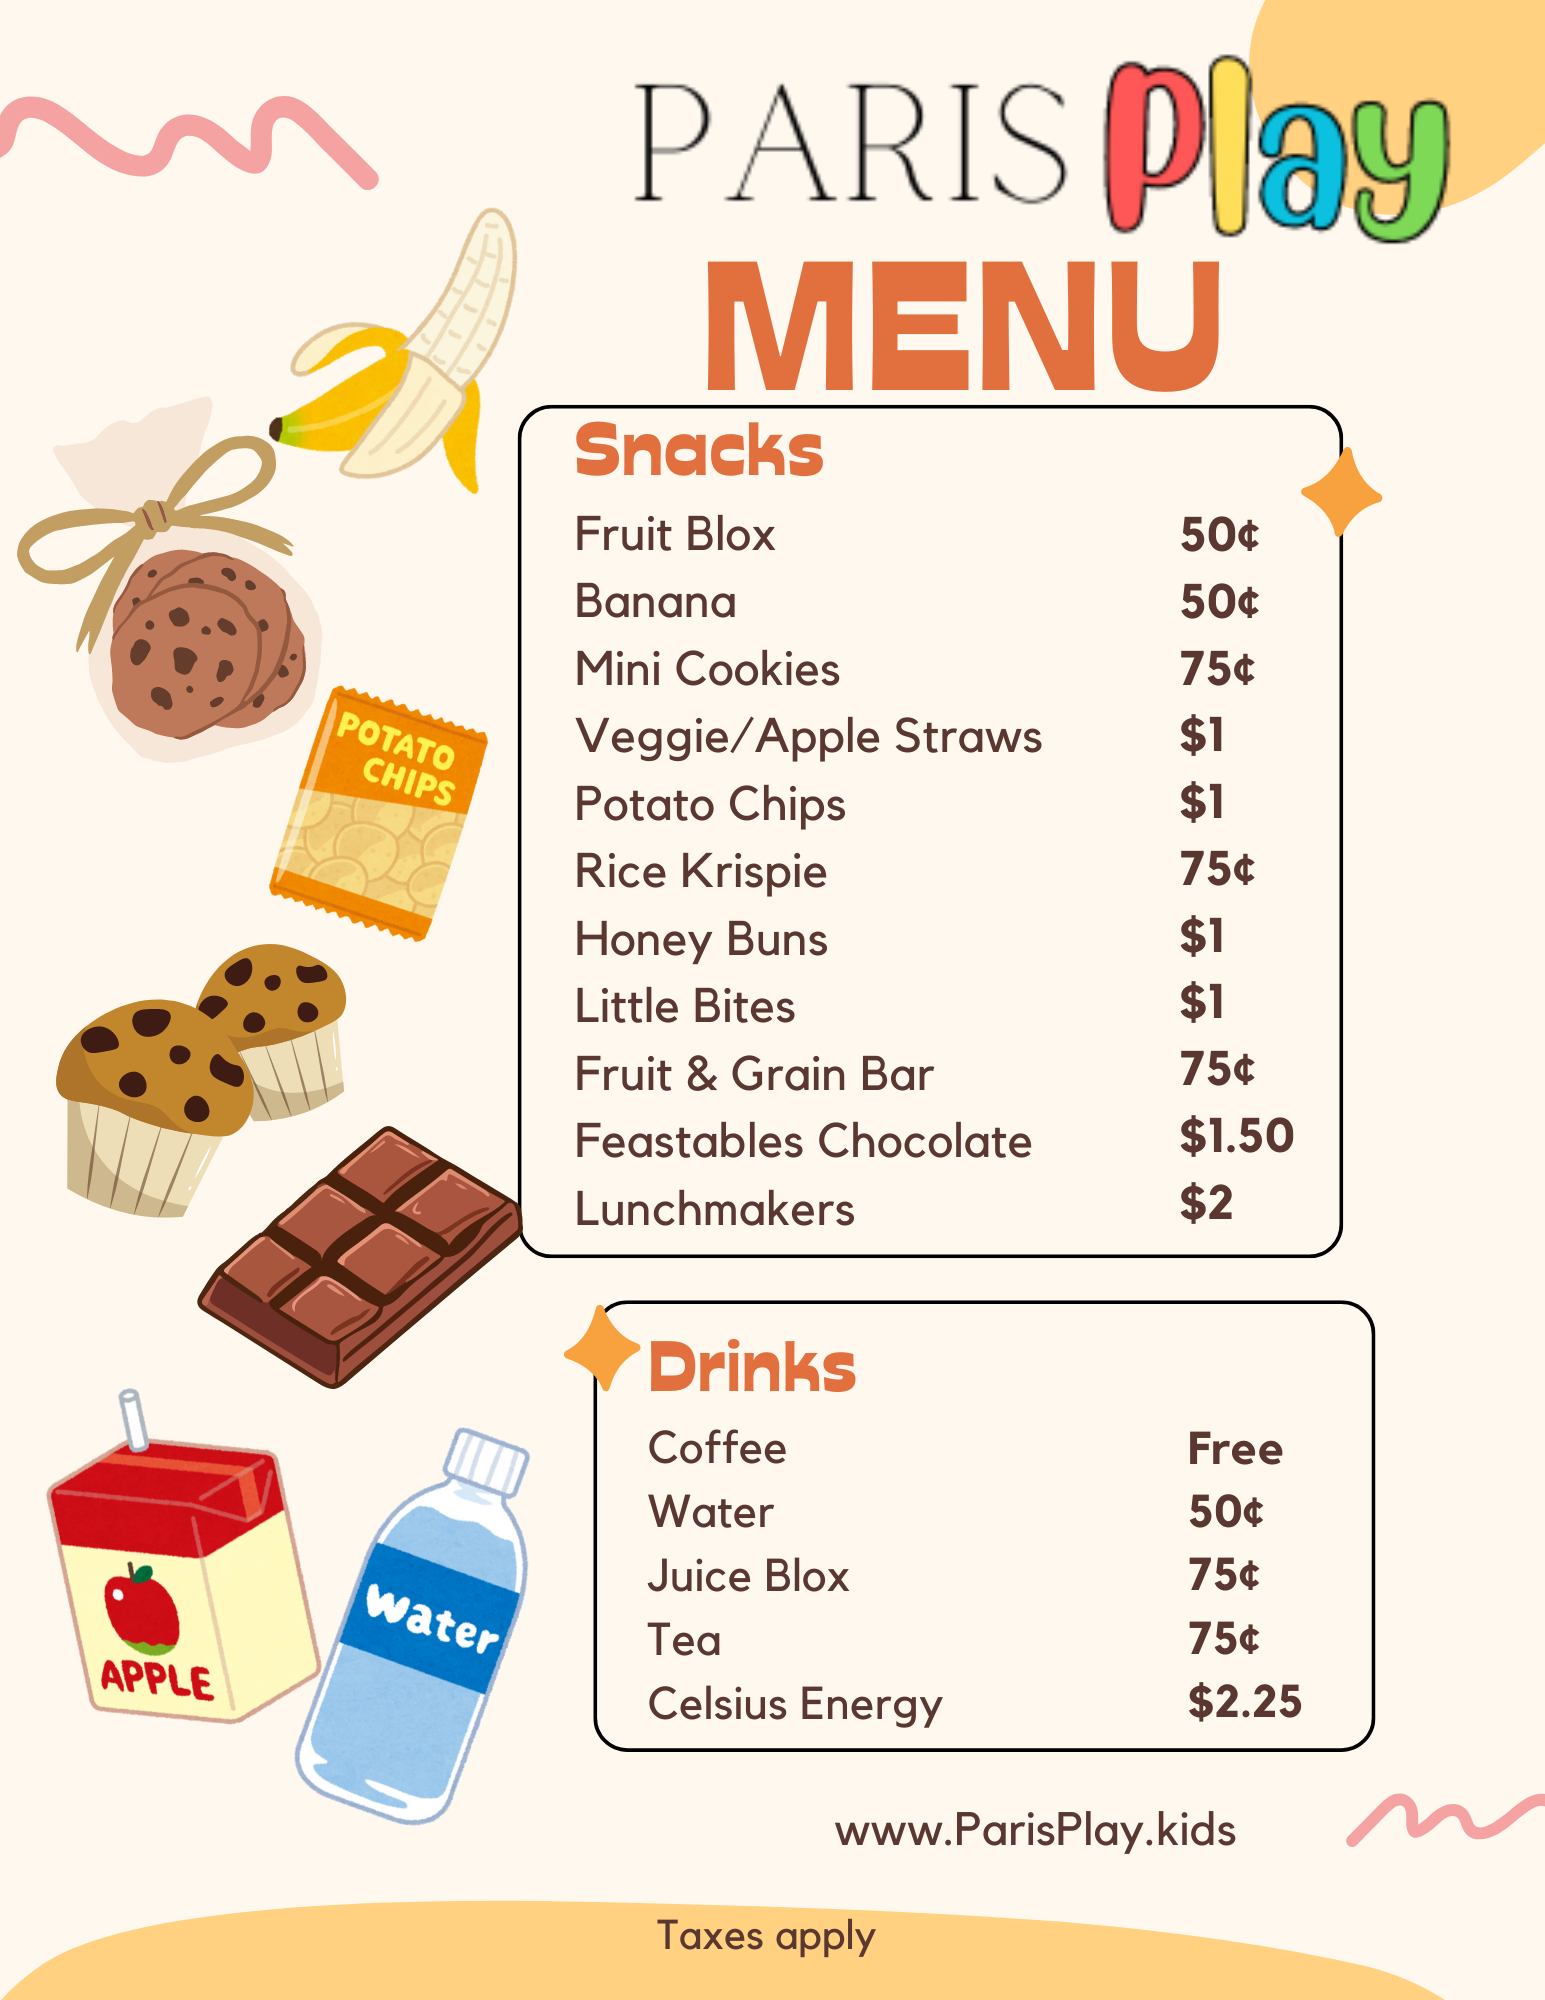 PARIS Play
MENU
Snacks
Fruit Blox 50¢
Banana 50¢
Mini Cookies 75¢
Veggie/Apple Straws $1
Potato Chips $1
Rice Krispie 75¢
Honey Buns $1
Little Bites $1
Fruit & Grain Bar 75¢
Feastables Chocolate $1.50
Lunchmakers $2
POTATO
CHIPS
Drinks
Coffee Free
Water 50¢
Juice Blox 75¢
Tea 75¢
Celsius Energy $2.25
APPLE
Water
www.ParisPlay.kids
Taxes apply